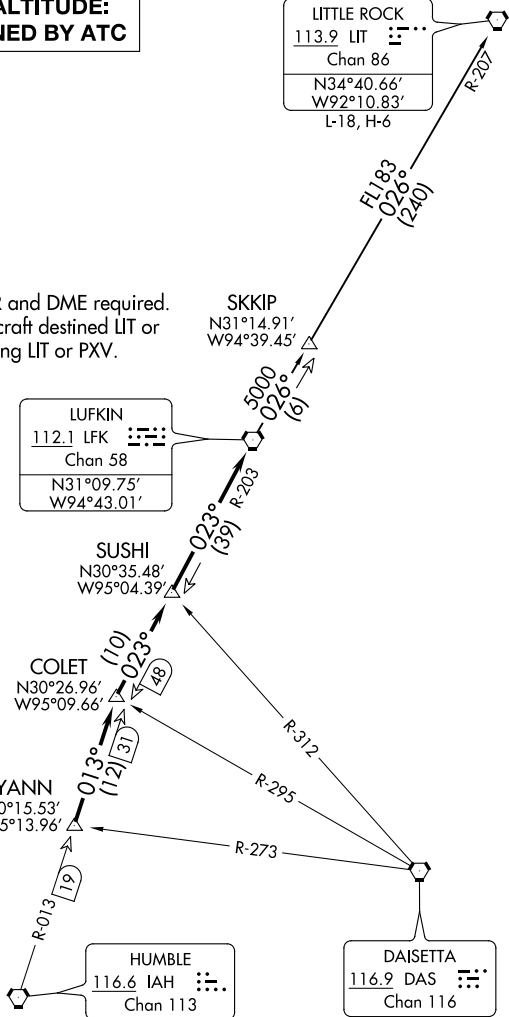 ALTITUDE:
NED BY ATC
LITTLE ROCK
113.9 LIT
Chan 86
N34°40.66'
W92°10.83'
L-18, H-6
R-207
FL183
026°
(240)
R and DME required.
craft destined LIT or
ng LIT or PXV.
SKKIP
N31°14.91'
W94°39.45'
5000
026°
(6)
LUFKIN
112.1 LFK
Chan 58
N31°09.75'
W94°43.01'
R-203
023°
(39)
SUSHI
N30°35.48'
W95°04.39'
(10)
023°
48
COLET
N30°26.96'
W95°09.66'
R-312
013°
(12)
31
R-295
YANN
0°15.53'
5°13.96'
R-273
R-013
19
HUMBLE
116.6 IAH
Chan 113
DAISETTA
116.9 DAS
Chan 116